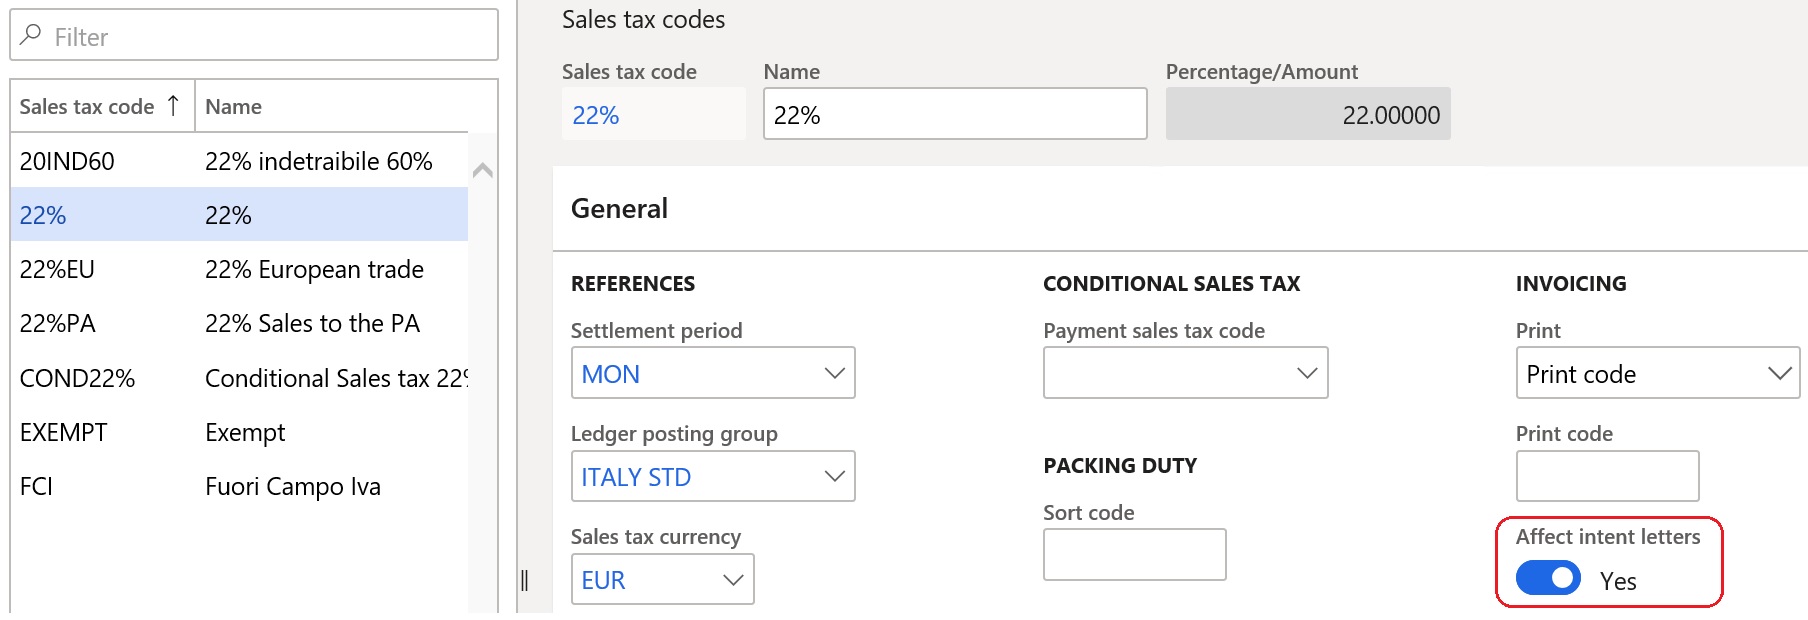 Filter
Sales tax code ↑ Name
20IND60 22% indetraibile 60%
22% 22%
22%EU 22% European trade
22%PA 22% Sales to the PA
COND22% Conditional Sales tax 22%
EXEMPT Exempt
FCI Fuori Campo Iva
Sales tax codes
Sales tax code Name Percentage/Amount
22% 22% 22.00000
General
REFERENCES
Settlement period
MON
Ledger posting group
ITALY STD
Sales tax currency
EUR
CONDITIONAL SALES TAX
Payment sales tax code
PACKING DUTY
Sort code
INVOICING
Print
Print code
Print code
Affect intent letters
Yes